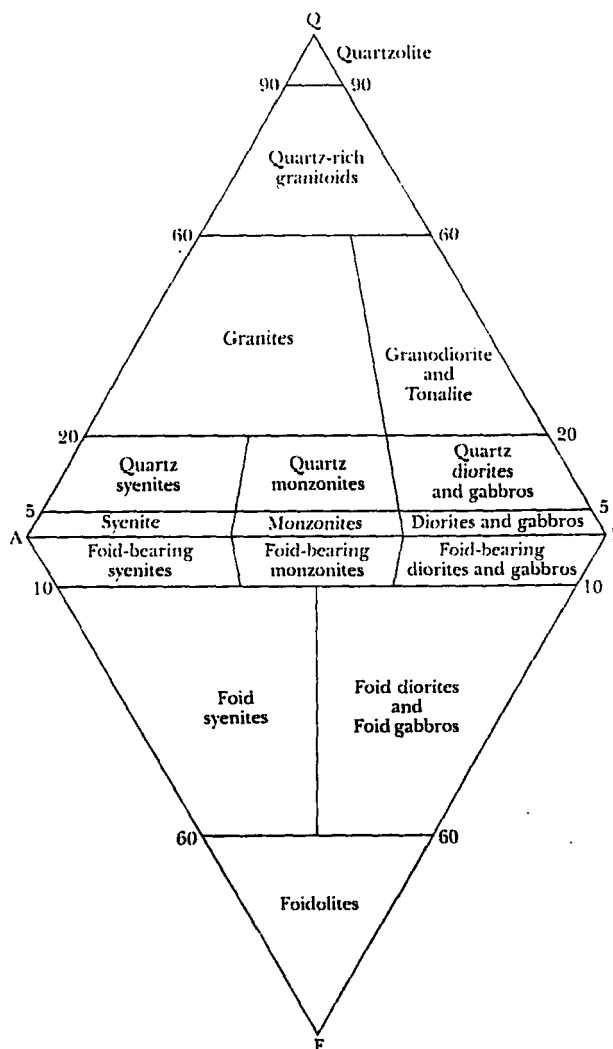 Q
Quartzolite
90 90
Quartz-rich
granitoids
60 60
Granites
Granodiorite
and
Tonalite
20 20
Quartz
syenites
Quartz
monzonites
Quartz
diorites
and gabbros
5 5
Syenite
Monzonites
Diorites and gabbros
A
Foid-bearing
syenites
Foid-bearing
monzonites
Foid-bearing
diorites and gabbros
10 10
Foid
syenites
Foid diorites
and
Foid gabbros
60 60
Foidolites